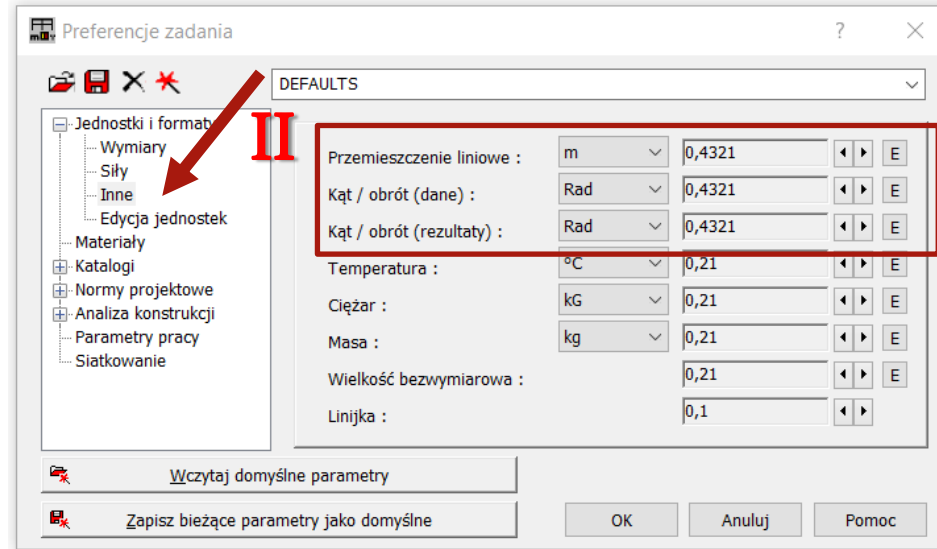 Preferencje zadania
DEFAULTS
Jednostki i formaty
Wymiary
Siły
Inne
Edycja jednostek
Materiały
Katalogi
Normy projektowe
Analiza konstrukcji
Parametry pracy
Siatkowanie
II
Przemieszczenie liniowe : m 0,4321 E
Kąt / obrót (dane) : Rad 0,4321 E
Kąt / obrót (rezultaty) : Rad 0,4321 E
Temperatura : °C 0,21 E
Ciężar : kG 0,21 E
Masa : kg 0,21 E
Wielkość bezwymiarowa : 0,21 E
Linijka : 0,1
Wczytaj domyślne parametry
Zapisz bieżące parametry jako domyślne
OK Anuluj Pomoc